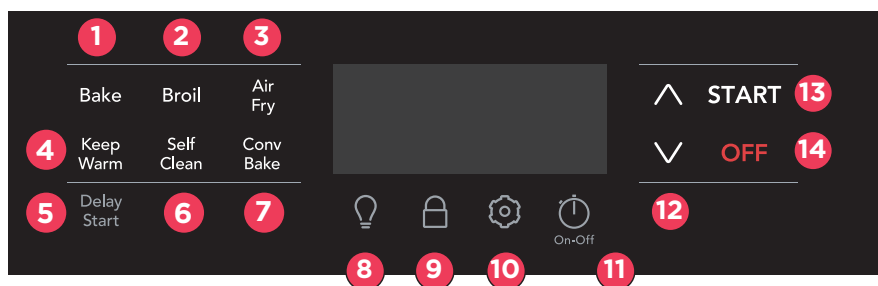 1 2 3
Bake Broil Air Fry
START 13
4 Keep Warm Self Clean Conv Bake
OFF 14
5 Delay Start 6 7
12
On-Off
8 9 10 11